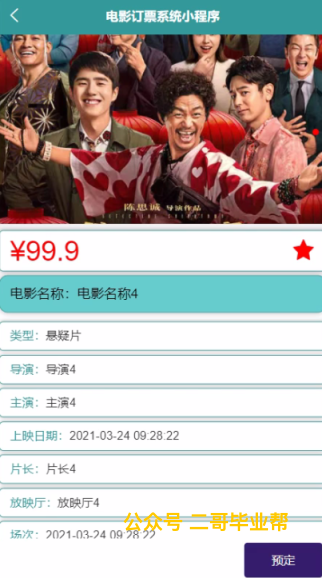 电影订票系统小程序
陈思诚 导演作品
¥99.9
电影名称：电影名称4
类型：悬疑片
导演：导演4
主演：主演4
上映日期：2021-03-24 09:28:22
片长：片长4
放映厅：放映厅4
公众号 二哥毕业帮
场次：2021-03-24 09:28:22
预定